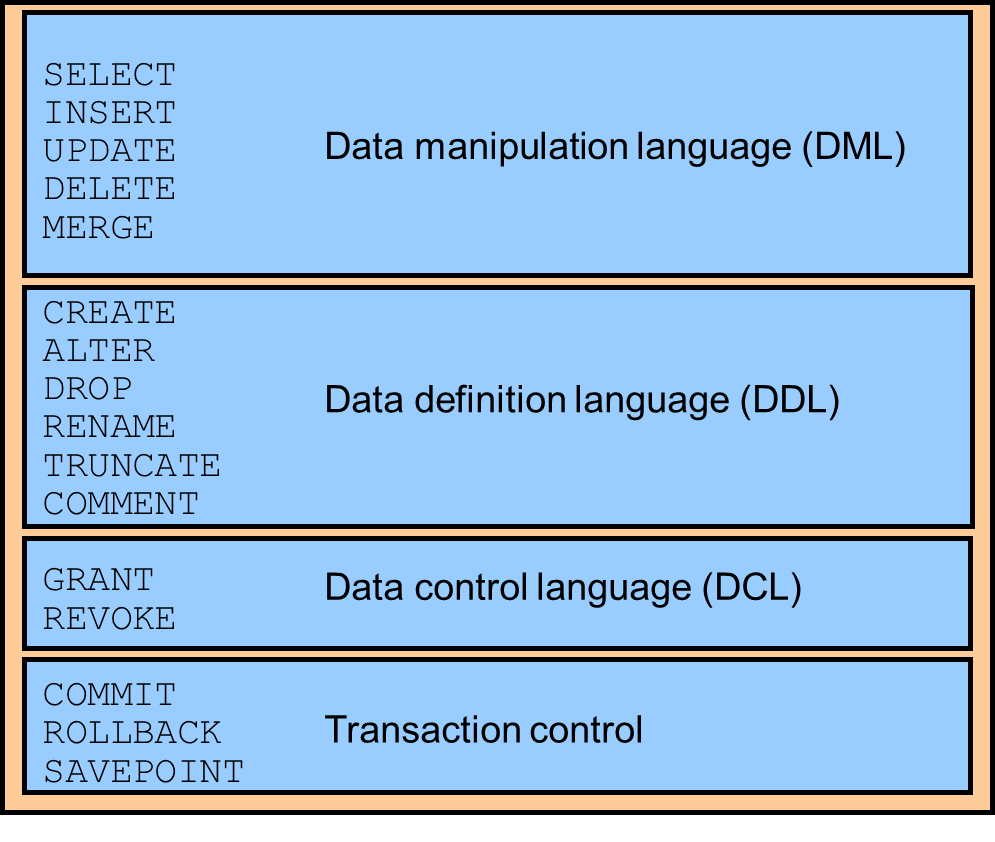 SELECT
INSERT
UPDATE
DELETE
MERGE
Data manipulation language (DML)
CREATE
ALTER
DROP
RENAME
TRUNCATE
COMMENT
Data definition language (DDL)
GRANT
REVOKE
Data control language (DCL)
COMMIT
ROLLBACK
SAVEPOINT
Transaction control